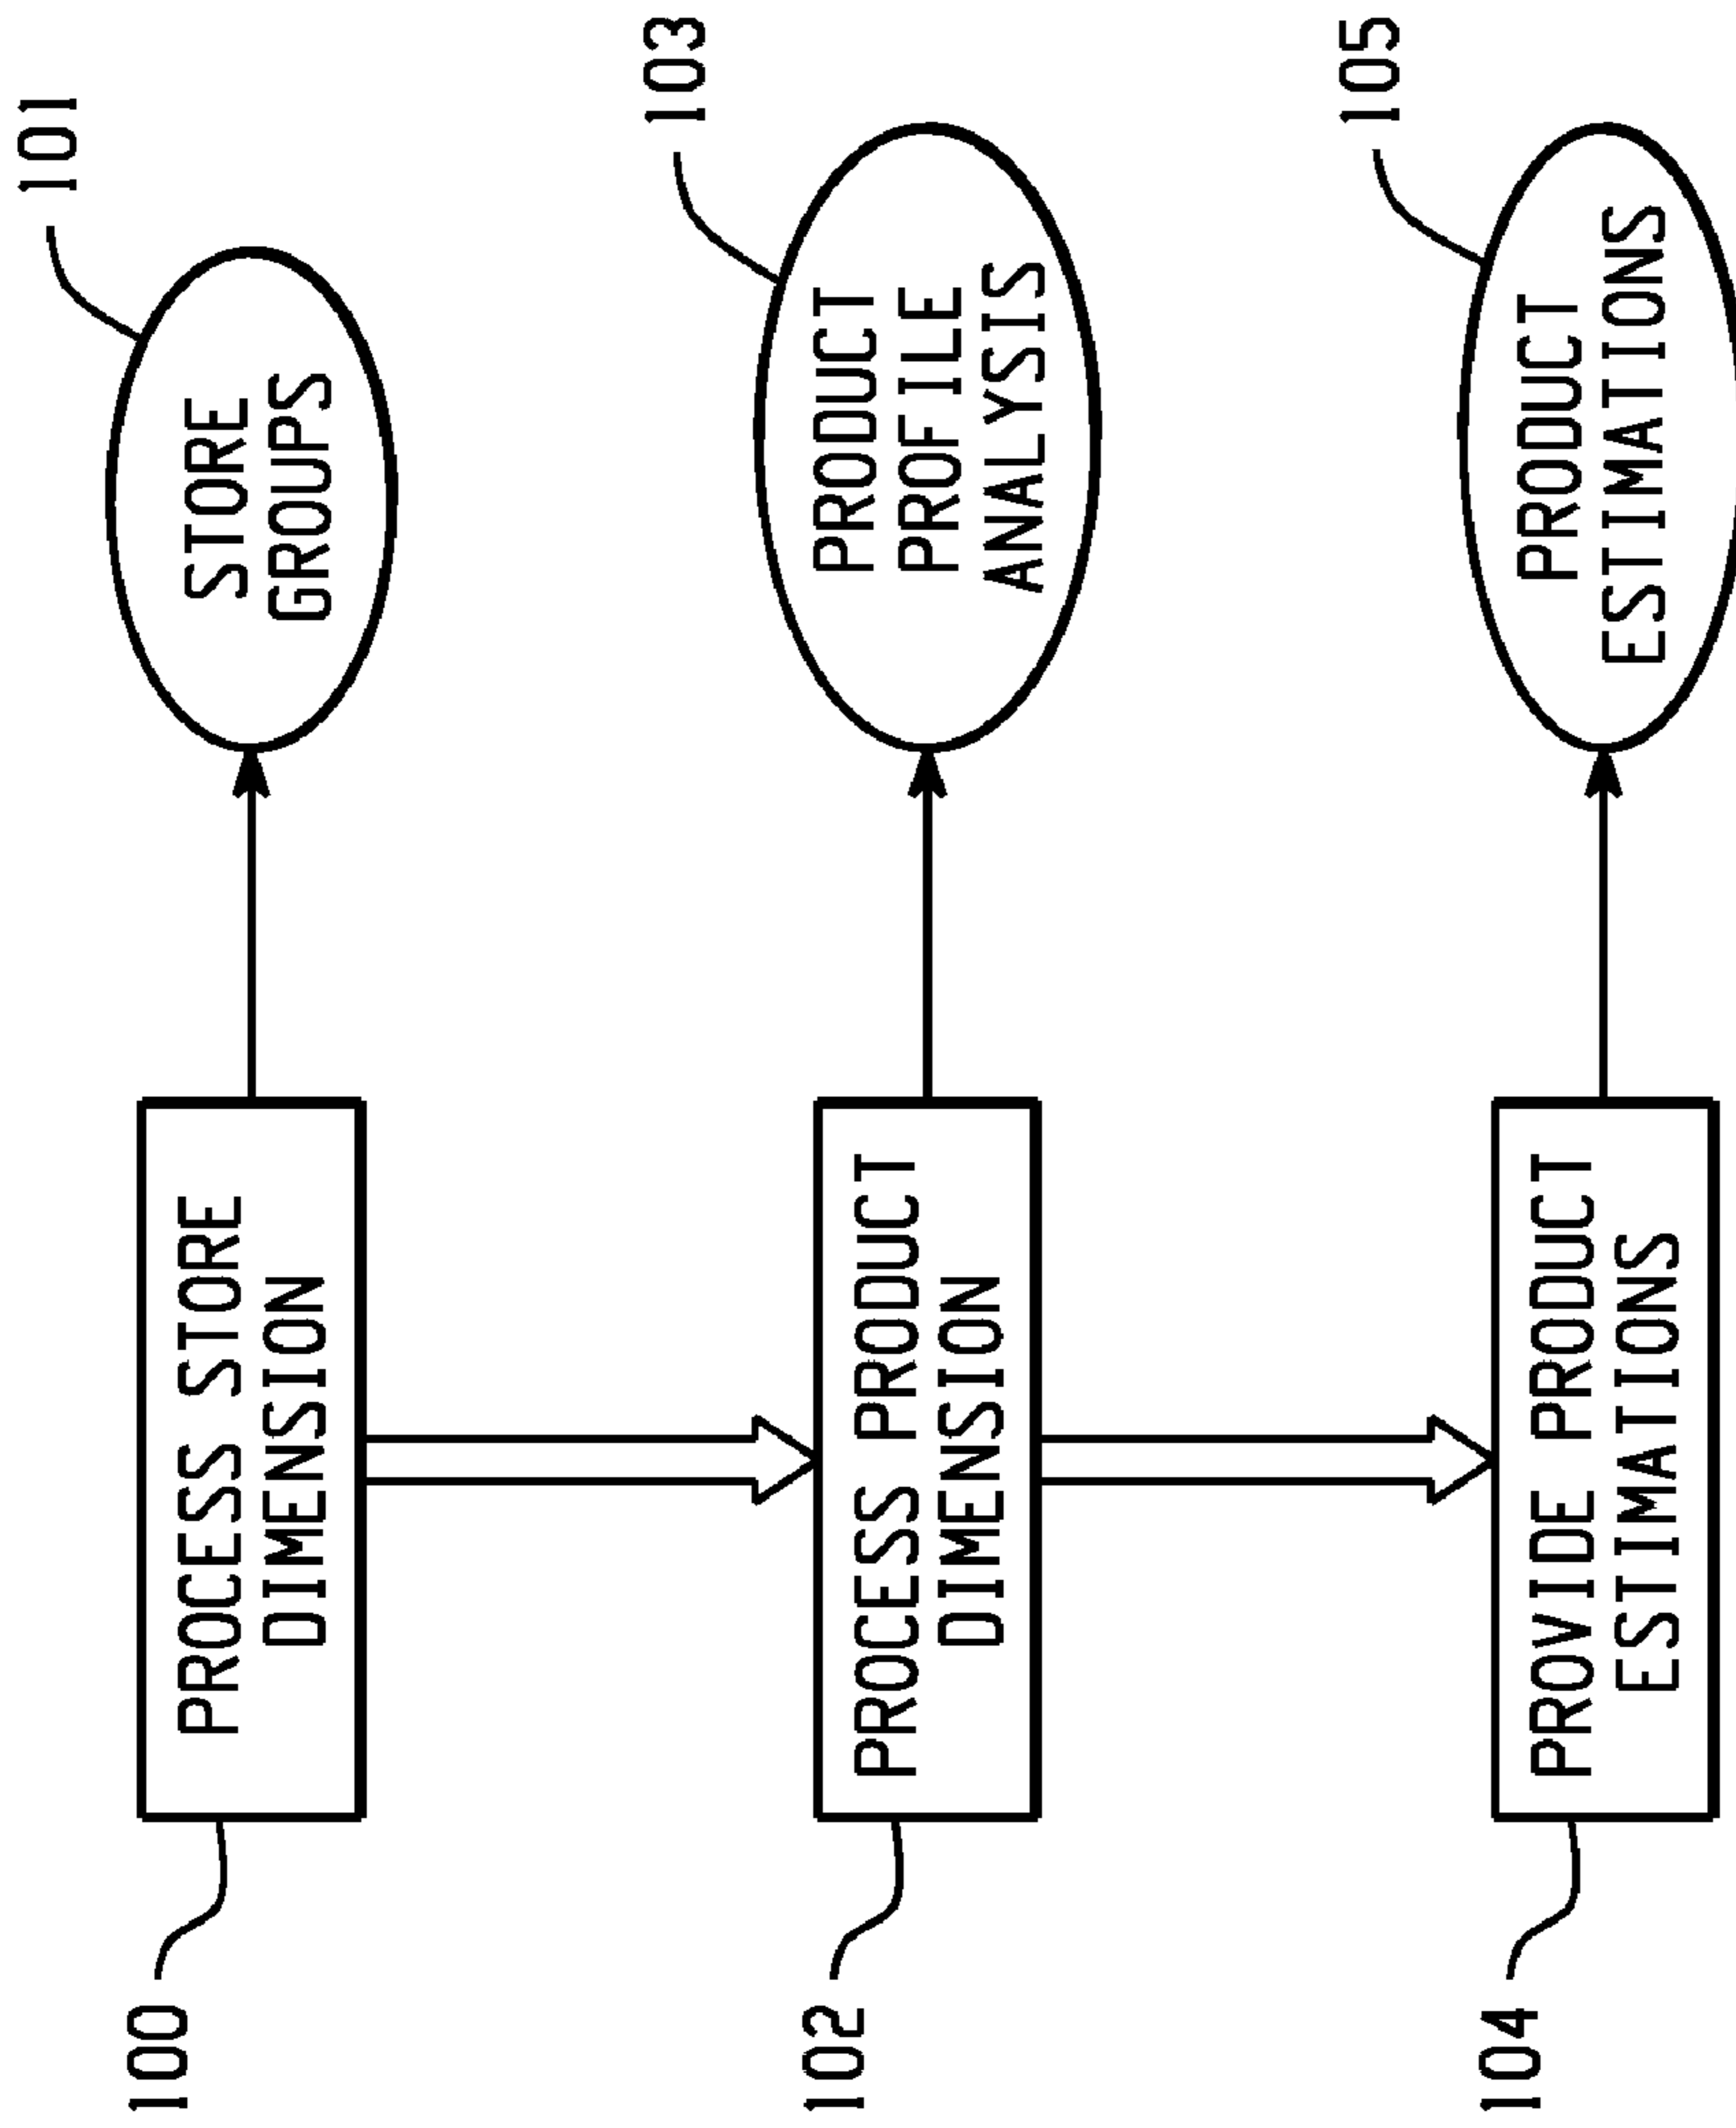 100
PROCESS STORE
DIMENSION
STORE
GROUPS
101
102
PROCESS PRODUCT
DIMENSION
PRODUCT
PROFILE
ANALYSIS
103
104
PROVIDE PRODUCT
ESTIMATIONS
PRODUCT
ESTIMATIONS
105